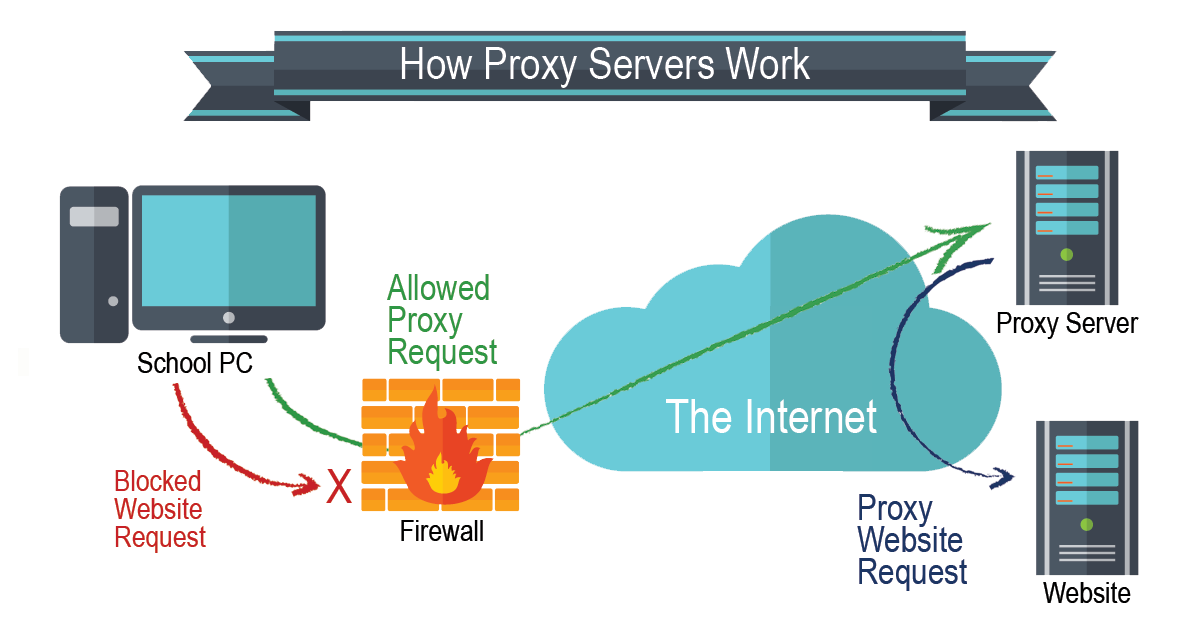 How Proxy Servers Work
Allowed
Proxy
Request
School PC
Proxy Server
The Internet
X
Blocked
Website
Request
Firewall
Proxy
Website
Request
Website